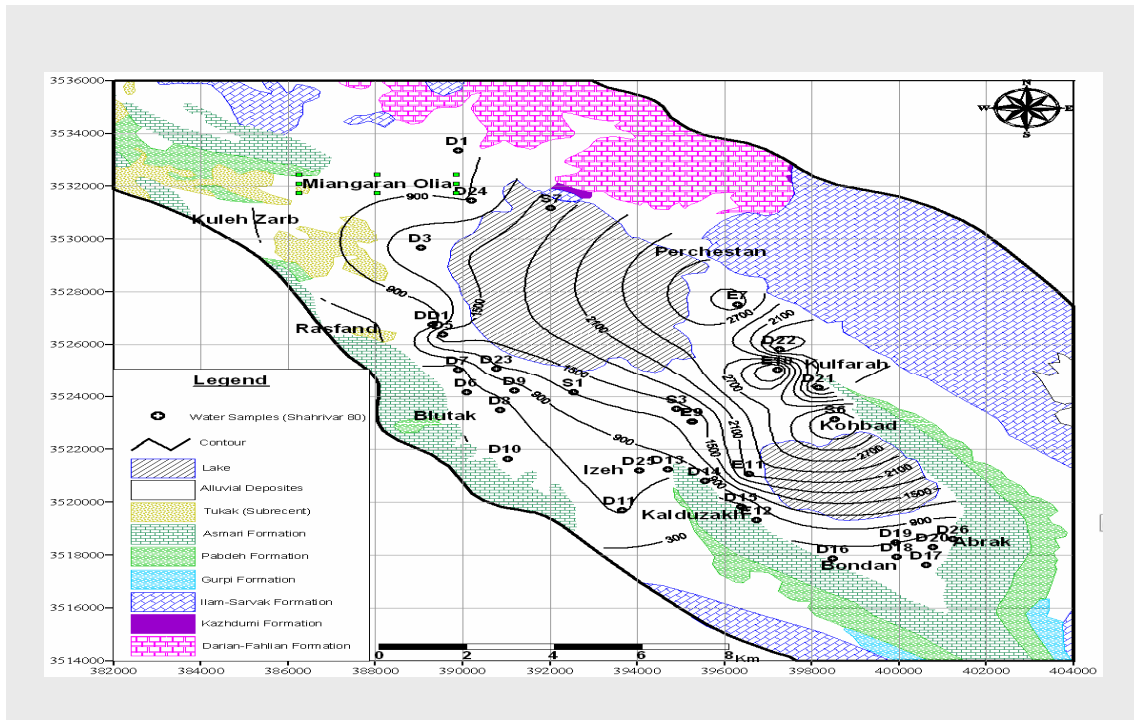 3536000
N
W E
S
3534000
D1
3532000
Miangaran Olia
D24
900
S7
Kuleh Zarb
3530000
D3
Perchestan
3528000
900
1500
2100
E7
2700
DD1
D5
Rasfand
2100
3526000
D22
D7
D23
1500
E10
Kulfarah
Legend
D6
D9
S1
2700
D21
3524000
Water Samples (Shahrivar 80)
Blutak
D8
900
S3
E9
S6
Kohbad
Contour
3522000
900
1500
2100
2700
D10
Izeh
D25
D13
E11
2100
Lake
D14
900
1500
Alluvial Deposites
3520000
D11
D15
Kalduzakh
E12
900
Tukak (Subrecent)
D26
D19
D20
Abrak
Asmari Formation
3518000
300
D16
D18
D17
Bondan
Pabdeh Formation
Gurpi Formation
3516000
Ilam-Sarvak Formation
Kazhdumi Formation
Darian-Fahlian Formation
3514000
0 2 4 6 8 Km
382000 384000 386000 388000 390000 392000 394000 396000 398000 400000 402000 404000